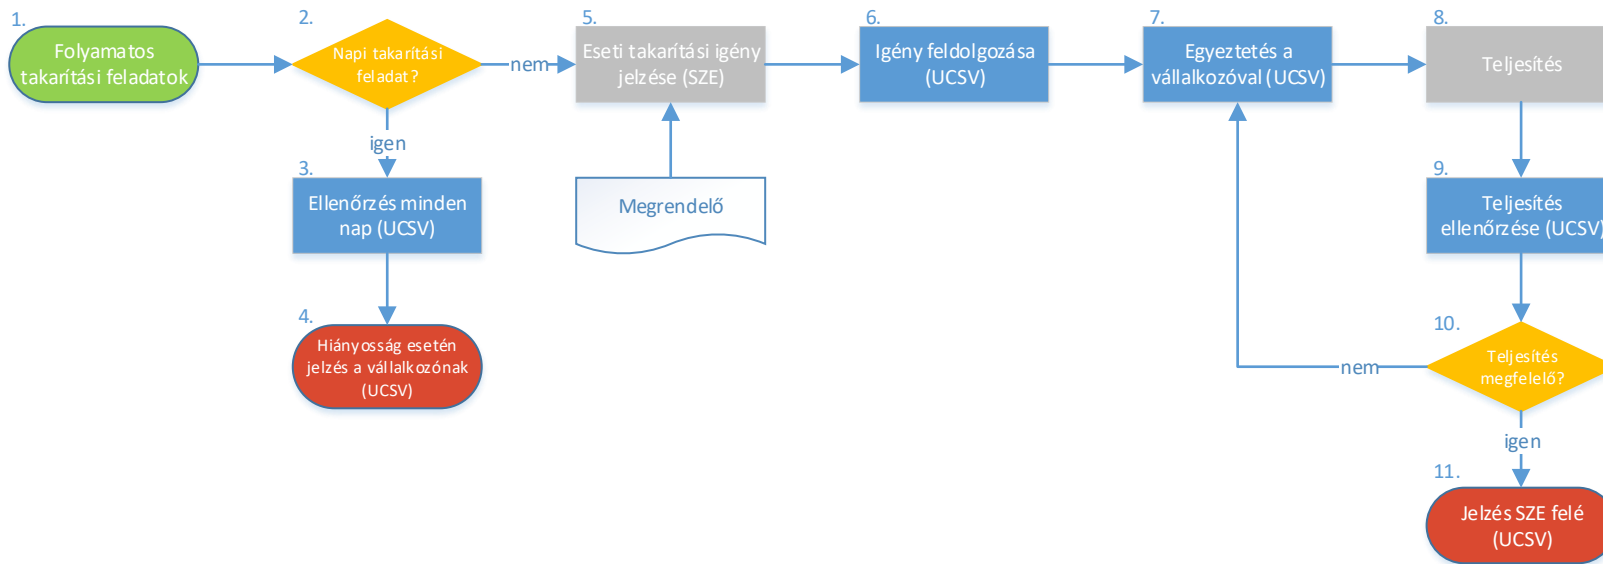 1.
Folyamatos
takarítási feladatok
2.
Napi takarítási
feladat?
nem
igen
3.
Ellenőrzés minden
nap (UCSV)
4.
Hiányosság esetén
jelzés a vállalkozónak
(UCSV)
5.
Eseti takarítási igény
jelzése (SZE)
Megrendelő
6.
Igény feldolgozása
(UCSV)
7.
Egyeztetés a
vállalkozóval (UCSV)
8.
Teljesítés
9.
Teljesítés
ellenőrzése (UCSV)
10.
Teljesítés
megfelelő?
nem
igen
11.
Jelzés SZE felé
(UCSV)